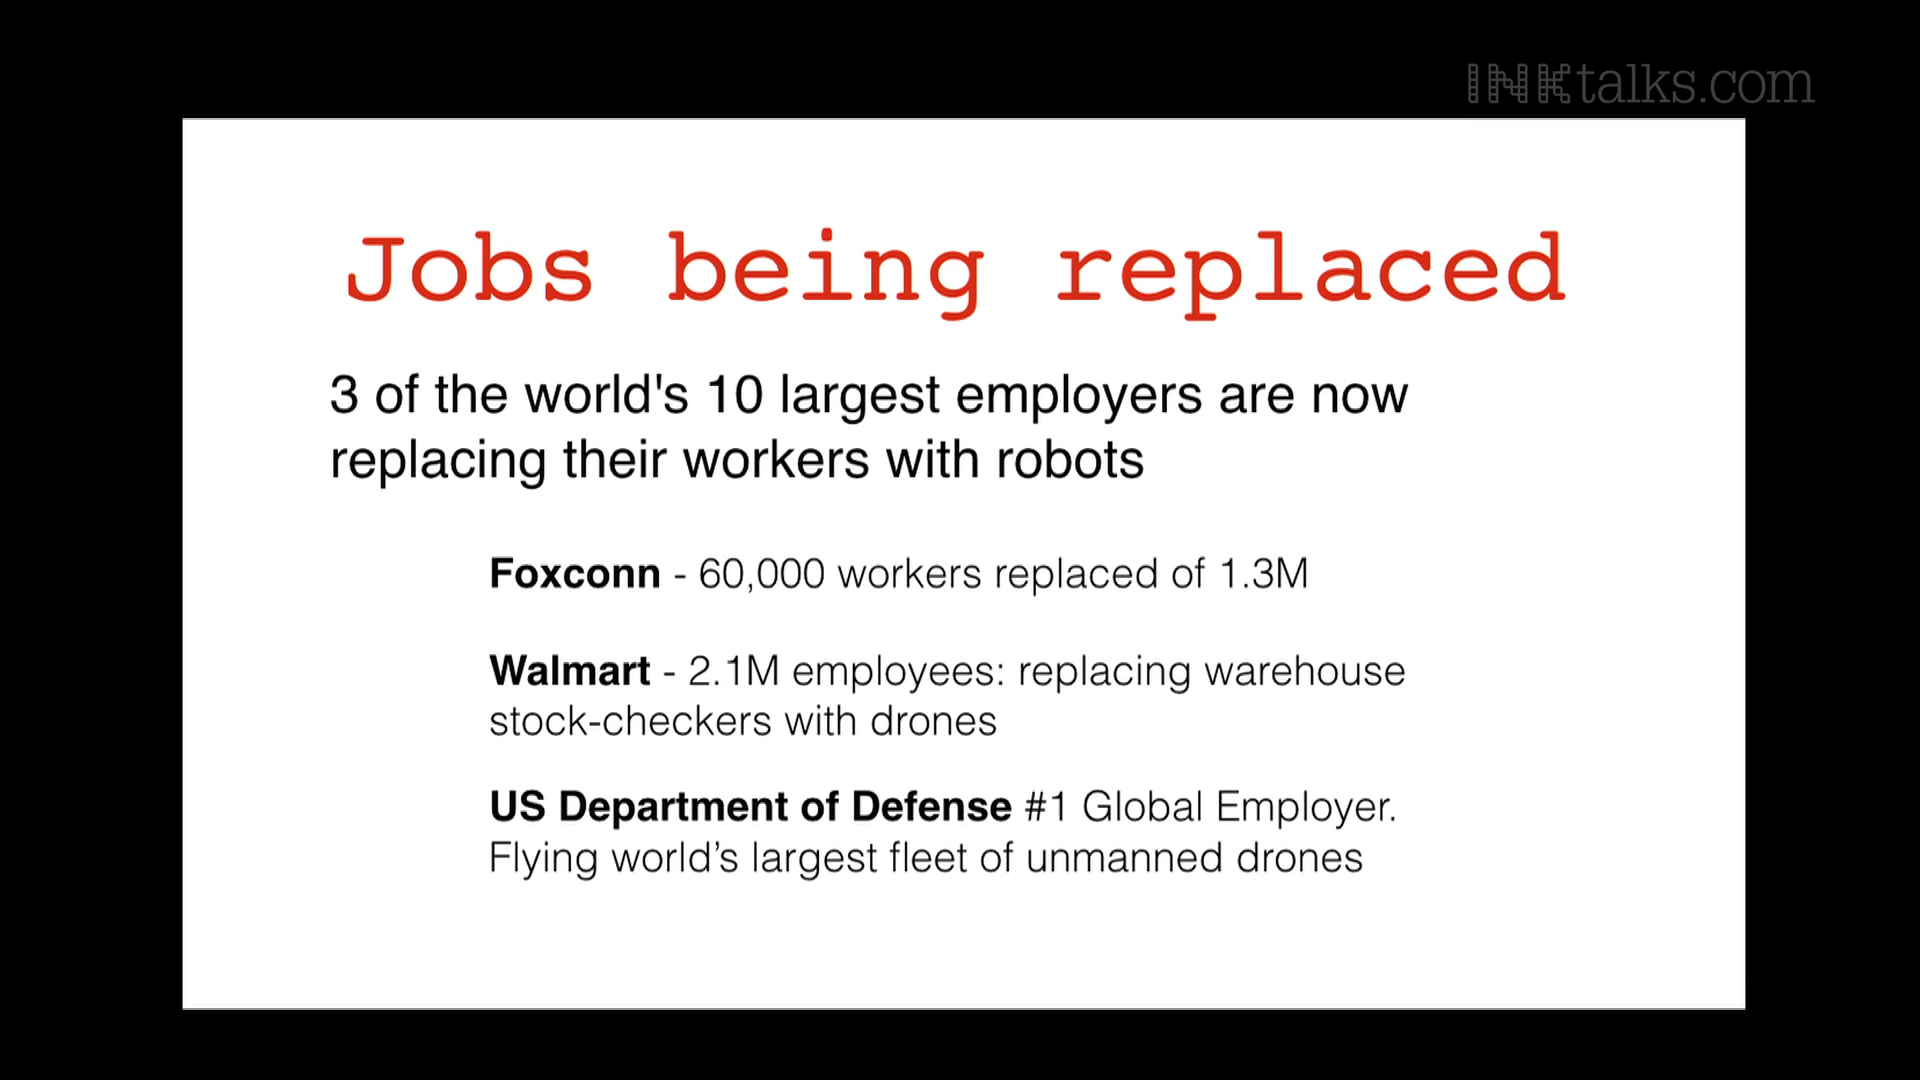 INKtalks.com
Jobs being replaced
3 of the world's 10 largest employers are now
replacing their workers with robots
Foxconn - 60,000 workers replaced of 1.3M
Walmart - 2.1M employees: replacing warehouse
stock-checkers with drones
US Department of Defense #1 Global Employer.
Flying world’s largest fleet of unmanned drones